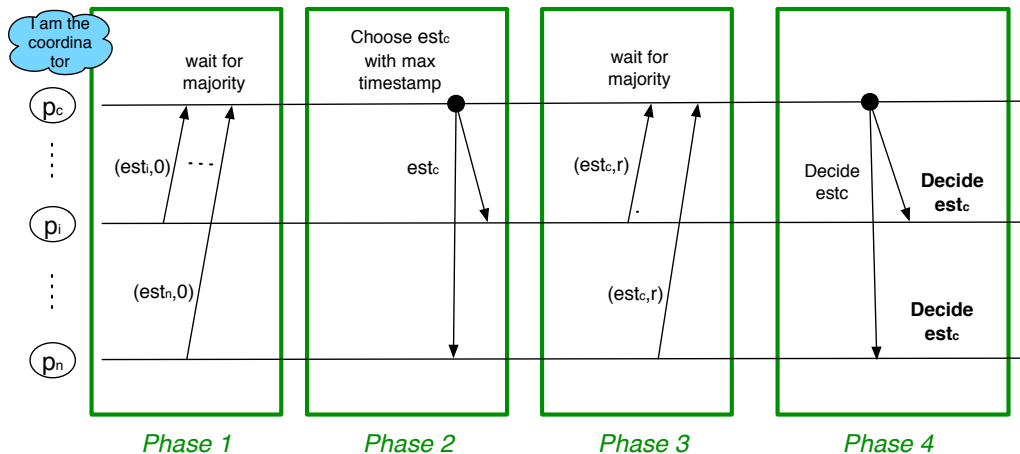 I am the
coordina
tor
wait for
majority
Choose estc
with max
timestamp
wait for
majority
pc
(esti,0)
estc
(estc,r)
Decide
estc
Decide
estc
pi
(estn,0)
(estc,r)
Decide
estc
pn
Phase 1
Phase 2
Phase 3
Phase 4